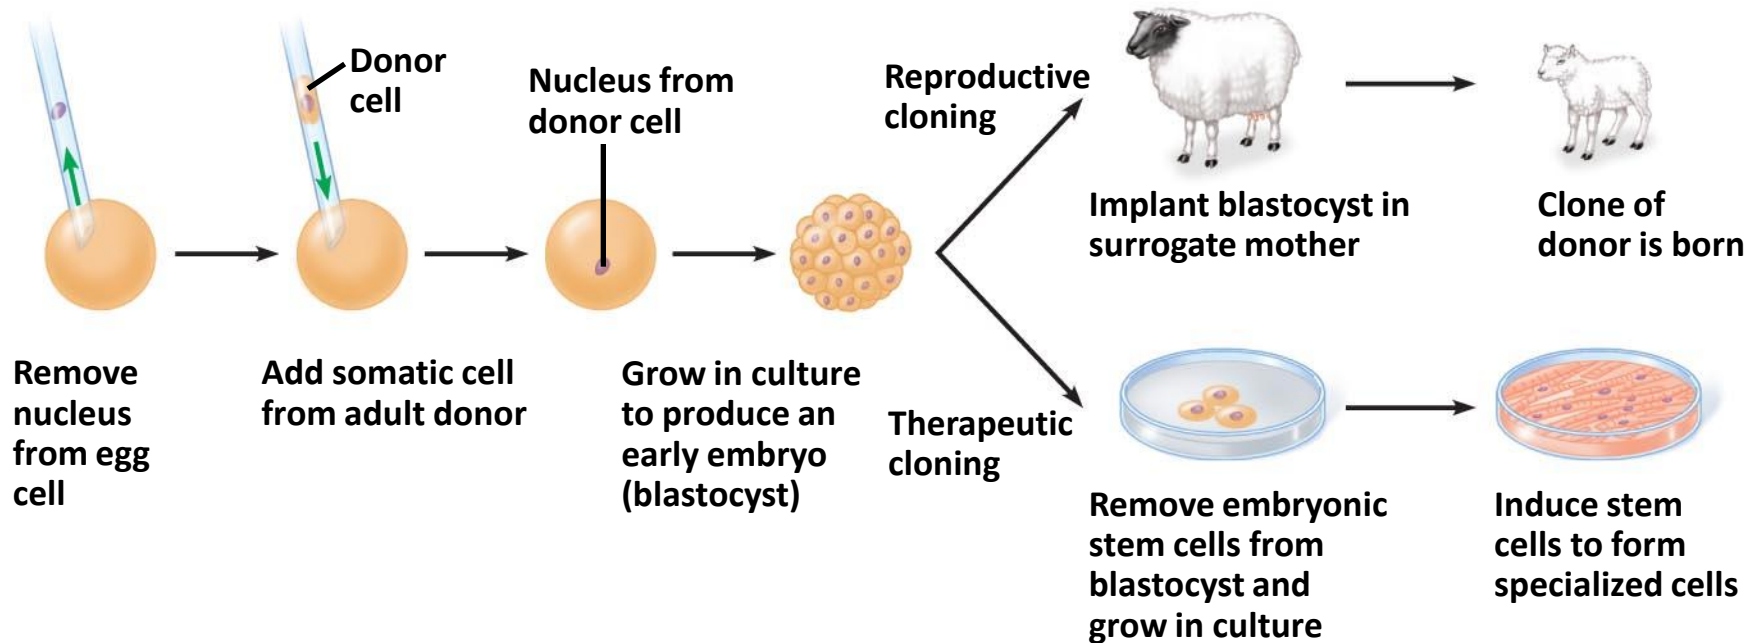 Donor
cell
Nucleus from
donor cell
Reproductive
cloning
Implant blastocyst in
surrogate mother
Clone of
donor is born
Remove
nucleus
from egg
cell
Add somatic cell
from adult donor
Grow in culture
to produce an
early embryo
(blastocyst)
Therapeutic
cloning
Remove embryonic
stem cells from
blastocyst and
grow in culture
Induce stem
cells to form
specialized cells